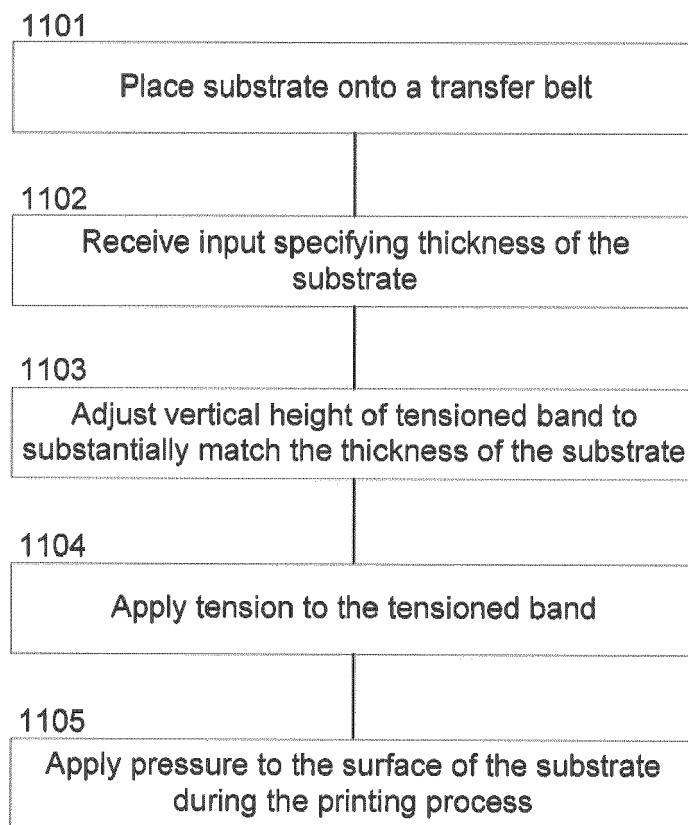 1101
Place substrate onto a transfer belt
1102
Receive input specifying thickness of the
substrate
1103
Adjust vertical height of tensioned band to
substantially match the thickness of the substrate
1104
Apply tension to the tensioned band
1105
Apply pressure to the surface of the substrate
during the printing process